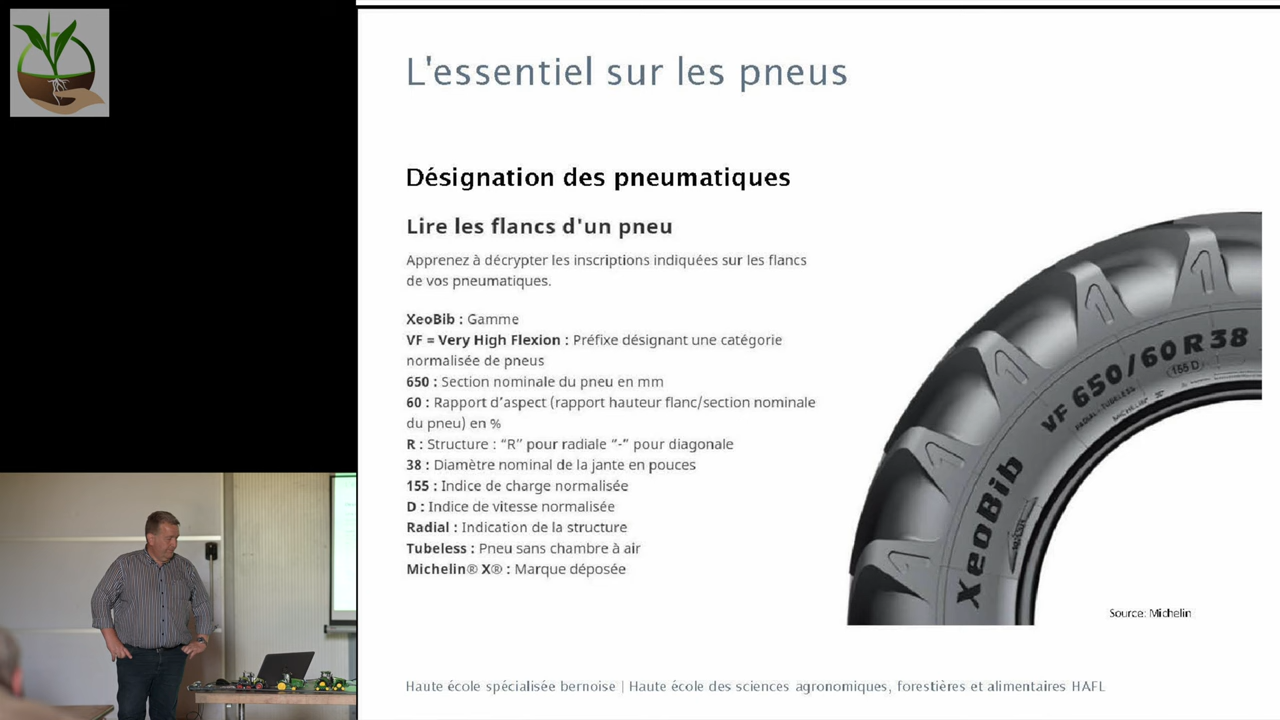 L'essentiel sur les pneus
Désignation des pneumatiques
Lire les flancs d'un pneu
Apprenez à décrypter les inscriptions indiquées sur les flancs
de vos pneumatiques.
XeoBib : Gamme
VF = Very High Flexion : Préfixe désignant une catégorie
normalisée de pneus
650 : Section nominale du pneu en mm
60 : Rapport d'aspect (rapport hauteur flanc/section nominale
du pneu) en %
R : Structure : "R" pour radiale "-" pour diagonale
38 : Diamètre nominal de la jante en pouces
155 : Indice de charge normalisée
D : Indice de vitesse normalisée
Radial : Indication de la structure
Tubeless : Pneu sans chambre à air
Michelin® X® : Marque déposée
VF 650/60 R 38
155 D
RADIAL-TUBELESS
MICHELIN
XeoBib
Source: Michelin
Haute école spécialisée bernoise | Haute école des sciences agronomiques, forestières et alimentaires HAFL